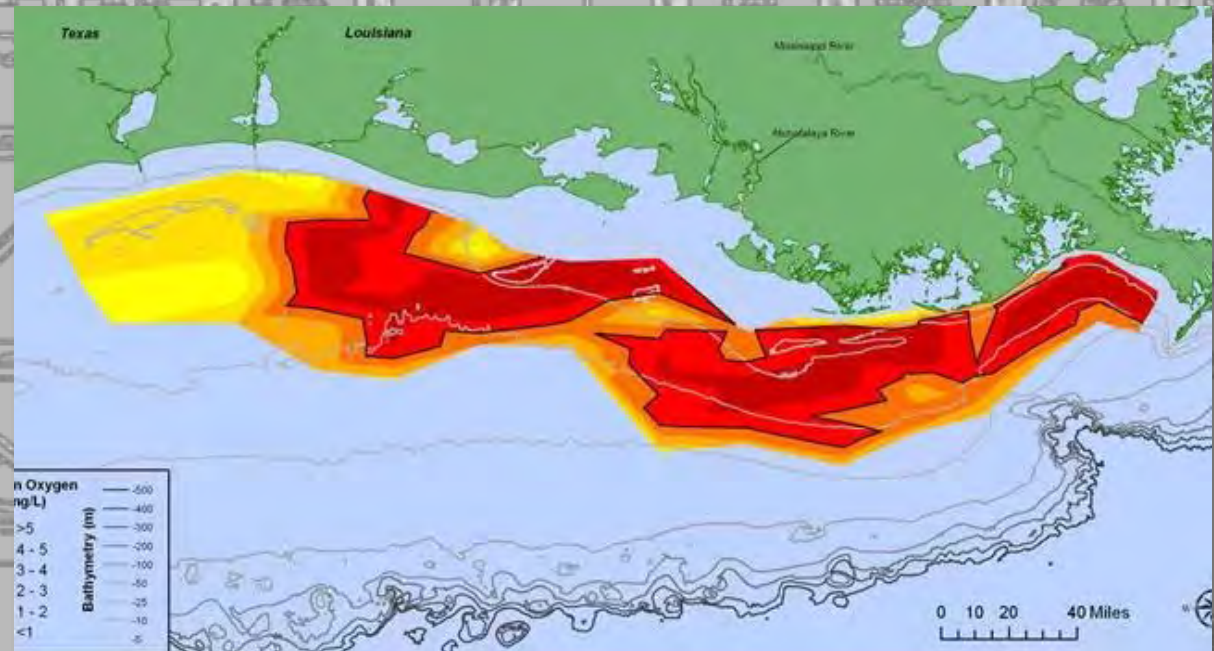 Texas
Louisiana
Mississippi River
Atchafalaya River
n Oxygen
ng/L)
>5
4 - 5
3 - 4
2 - 3
1 - 2
<1
Bathymetry (m)
-500
-400
-300
-200
-100
-50
-25
-10
-5
0 10 20 40 Miles